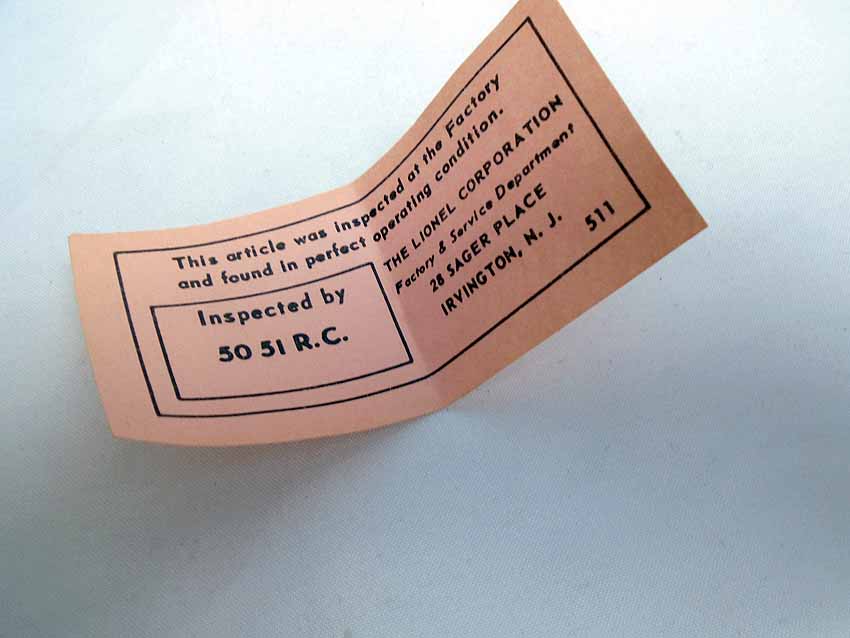 This article was inspected at the Factory
and found in perfect operating condition.
Inspected by
50 51 R.C.
THE LIONEL CORPORATION
Factory & Service Department
28 SAGER PLACE
IRVINGTON, N. J.
511